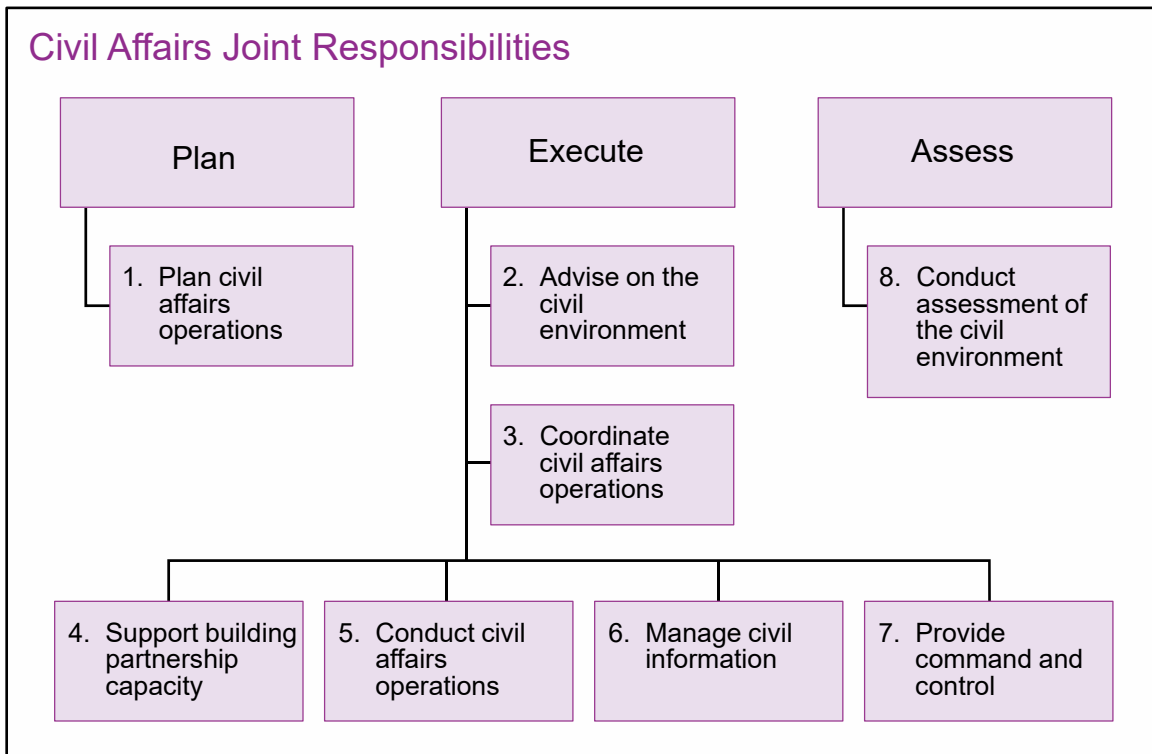 Civil Affairs Joint Responsibilities
Plan
Execute
Assess
1. Plan civil
affairs
operations
2. Advise on the
civil
environment
8. Conduct
assessment of
the civil
environment
3. Coordinate
civil affairs
operations
4. Support building
partnership
capacity
5. Conduct civil
affairs
operations
6. Manage civil
information
7. Provide
command and
control